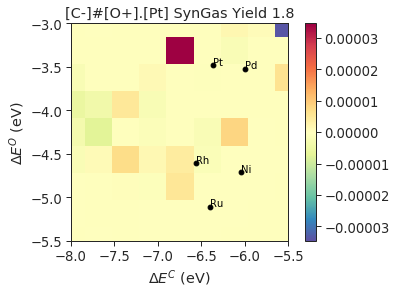 [C-]#[O+].[Pt] SynGas Yield 1.8
−3.0
−3.5
−4.0
−4.5
−5.0
−5.5
ΔE^O (eV)
Pt
Pd
Rh
Ni
Ru
−8.0 −7.5 −7.0 −6.5 −6.0 −5.5
ΔE^C (eV)
0.00003
0.00002
0.00001
0.00000
−0.00001
−0.00002
−0.00003